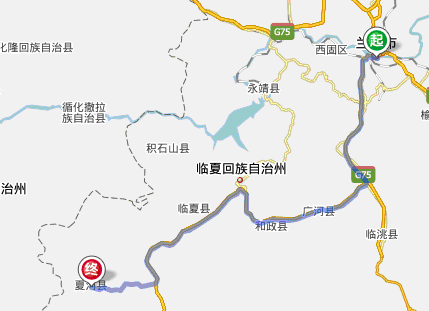 G75
兰
市
起
西固区
化隆回族自治县
永靖县
循化撒拉
族自治县
榆
积石山县
临夏回族自治州
G75
治州
临夏县
广河县
和政县
临洮县
终
夏河县